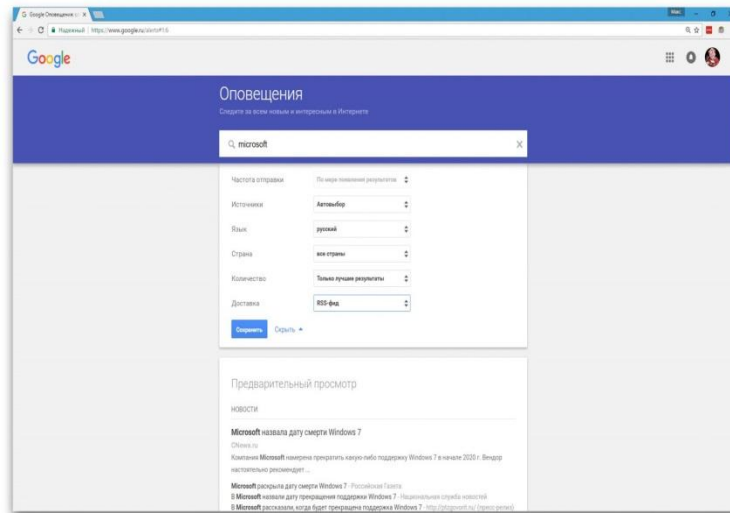 G Google Оповещения
Надежный | https://www.google.ru/alerts#1:0
Google
Оповещения
Следите за всем новым и интересным в Интернете
microsoft X
Частота отправки По мере появления результатов
Источники Автовыбор
Язык русский
Страна все страны
Количество Только лучшие результаты
Доставка RSS-фид
Сохранить Скрыть
Предварительный просмотр
НОВОСТИ
Microsoft назвала дату смерти Windows 7
CNews.ru
Компания Microsoft намерена прекратить какую-либо поддержку Windows 7 в начале 2020 г. Вендор
настоятельно рекомендует ...
Microsoft раскрыла дату смерти Windows 7 - Российская Газета
В Microsoft назвали дату прекращения поддержки Windows 7 - Национальная служба новостей
В Microsoft рассказали, когда будет прекращена поддержка Windows 7 - (пресс-релиз)